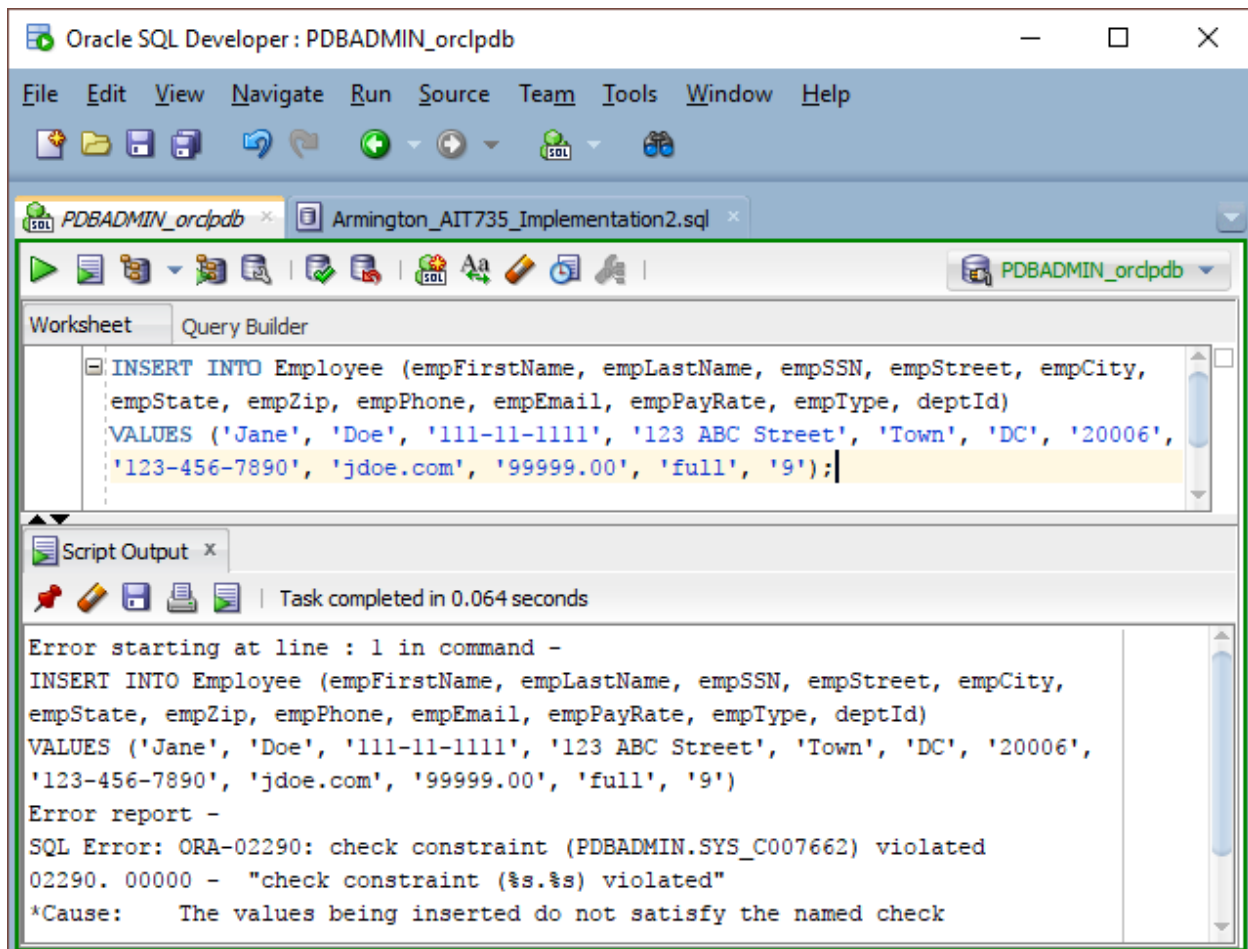 Oracle SQL Developer : PDBADMIN_orclpdb
File Edit View Navigate Run Source Team Tools Window Help
SQL
PDBADMIN_orclpdb Armington_AIT735_Implementation2.sql
SQL Aa PDBADMIN_orclpdb
Worksheet Query Builder
INSERT INTO Employee (empFirstName, empLastName, empSSN, empStreet, empCity,
empState, empZip, empPhone, empEmail, empPayRate, empType, deptId)
VALUES ('Jane', 'Doe', '111-11-1111', '123 ABC Street', 'Town', 'DC', '20006',
'123-456-7890', 'jdoe.com', '99999.00', 'full', '9');
Script Output x
Task completed in 0.064 seconds
Error starting at line : 1 in command -
INSERT INTO Employee (empFirstName, empLastName, empSSN, empStreet, empCity,
empState, empZip, empPhone, empEmail, empPayRate, empType, deptId)
VALUES ('Jane', 'Doe', '111-11-1111', '123 ABC Street', 'Town', 'DC', '20006',
'123-456-7890', 'jdoe.com', '99999.00', 'full', '9')
Error report -
SQL Error: ORA-02290: check constraint (PDBADMIN.SYS_C007662) violated
02290. 00000 - "check constraint (%s.%s) violated"
*Cause: The values being inserted do not satisfy the named check